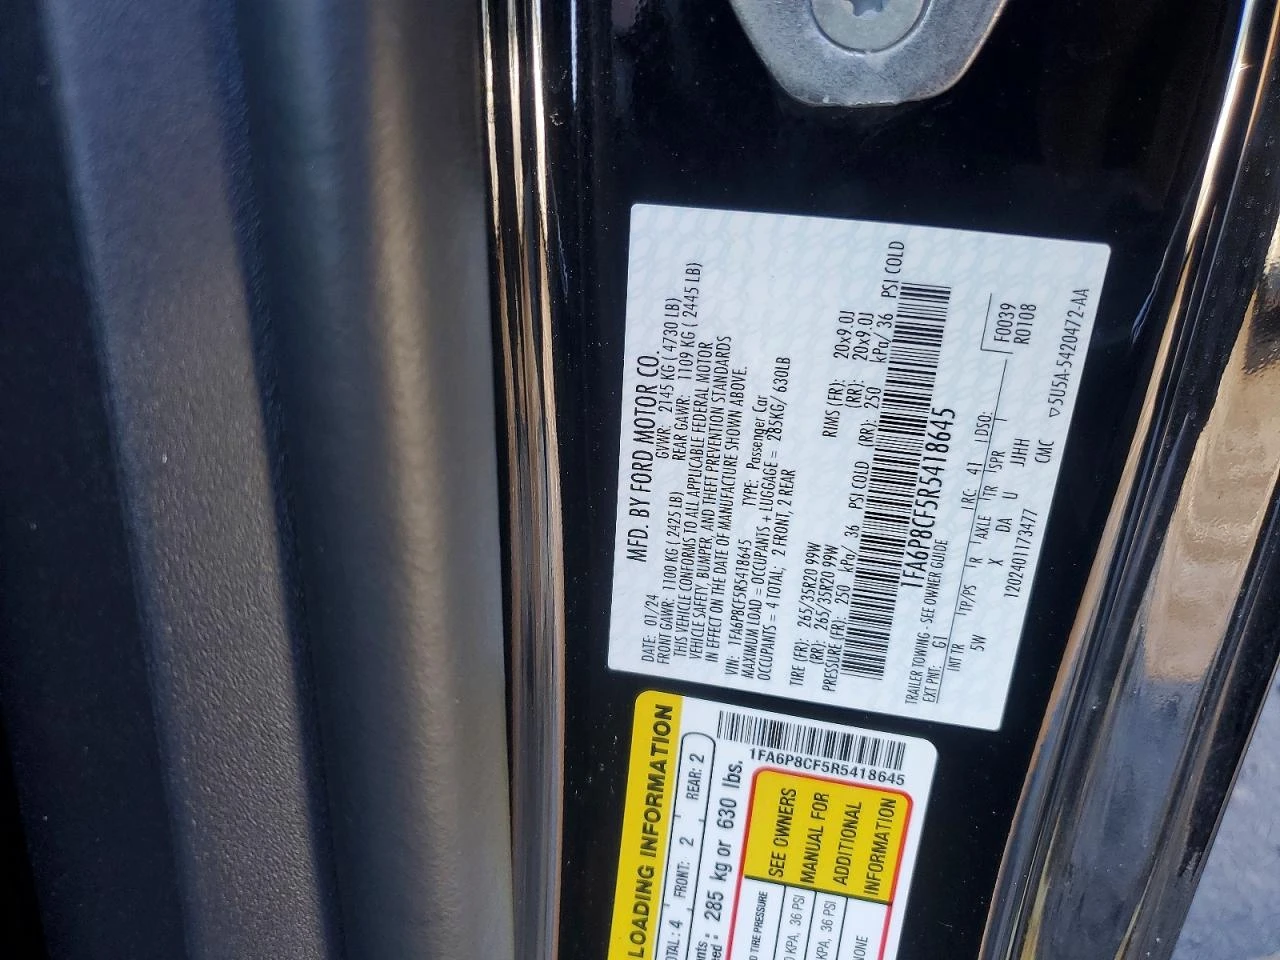 MFD. BY FORD MOTOR CO.
DATE: 07/24 GVWR: 2145 KG ( 4730 LB)
FRONT GAWR: 1100 KG ( 2425 LB) REAR GAWR: 1109 KG ( 2445 LB)
THIS VEHICLE CONFORMS TO ALL APPLICABLE FEDERAL MOTOR
VEHICLE SAFETY, BUMPER, AND THEFT PREVENTION STANDARDS
IN EFFECT ON THE DATE OF MANUFACTURE SHOWN ABOVE.
VIN: 1FA6P8CF5R5418645 TYPE: Passenger Car
MAXIMUM LOAD = OCCUPANTS + LUGGAGE = 285KG/ 630LB
OCCUPANTS = 4 TOTAL; 2 FRONT, 2 REAR
TIRE (FR): 265/35R20 99W RIMS (FR): 20x9.0J
(RR): 265/35R20 99W (RR): 20x9.0J
PRESSURE(FR): 250 kPa/ 36 PSI COLD (RR): 250 kPa/ 36 PSI COLD
1FA6P8CF5R5418645
TRAILER TOWING - SEE OWNER GUIDE
EXT PNT: G1 RC: 41 DSO: F0039
INT TR TP/PS R AXLE TR SPR R0108
5W X DA U JJHH
1202401173477 CMC ▽5U5A-5420472-AA
LOADING INFORMATION
OTAL: 4 FRONT: 2 REAR: 2
285 kg or 630 lbs.
1FA6P8CF5R5418645
TIRE PRESSURE
KPA, 36 PSI
KPA, 36 PSI
NONE
SEE OWNERS
MANUAL FOR
ADDITIONAL
INFORMATION